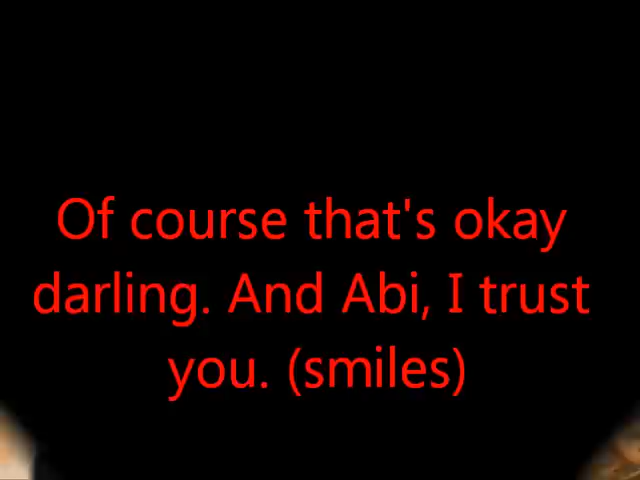 Of course that's okay
darling. And Abi, I trust
you. (smiles)